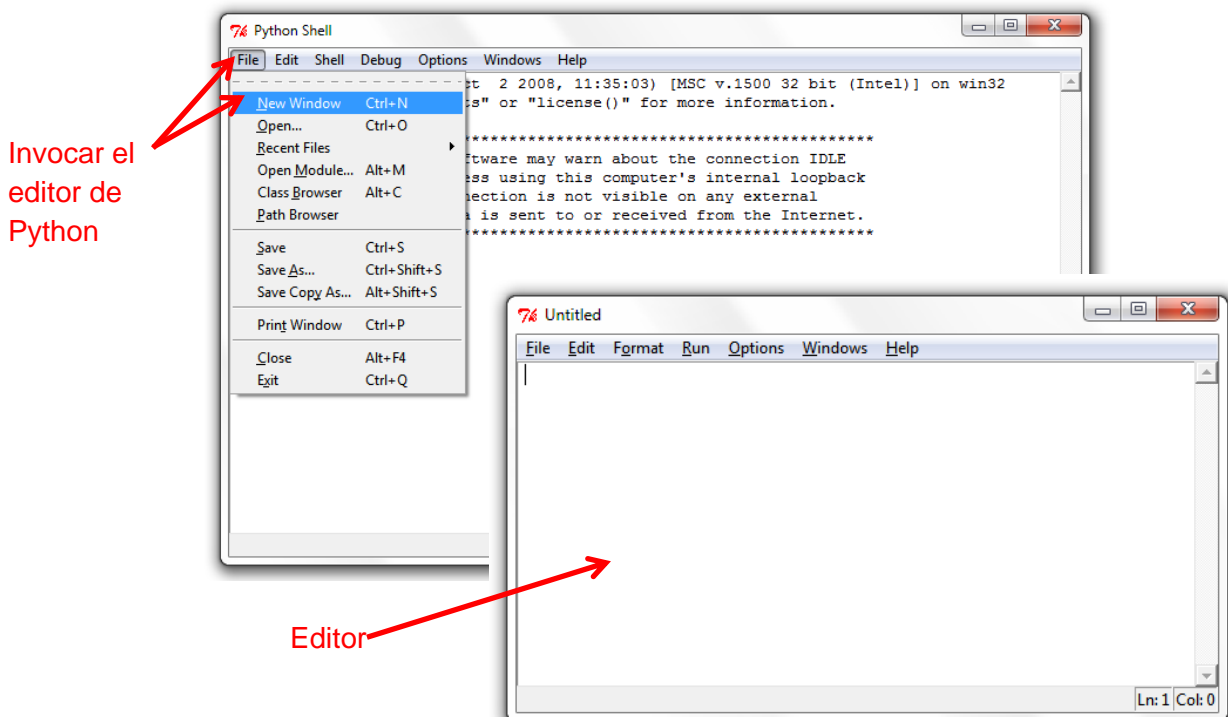 Python Shell
File Edit Shell Debug Options Windows Help
2 2008, 11:35:03) [MSC v.1500 32 bit (Intel)] on win32
or "license()" for more information.
****************************************
may warn about the connection IDLE
using this computer's internal loopback
is not visible on any external
is sent to or received from the Internet.
****************************************
New Window Ctrl+N
Open... Ctrl+O
Recent Files
Open Module... Alt+M
Class Browser Alt+C
Path Browser
Save Ctrl+S
Save As... Ctrl+Shift+S
Save Copy As... Alt+Shift+S
Print Window Ctrl+P
Close Alt+F4
Exit Ctrl+Q
Invocar el
editor de
Python
Untitled
File Edit Format Run Options Windows Help
Ln: 1 Col: 0
Editor